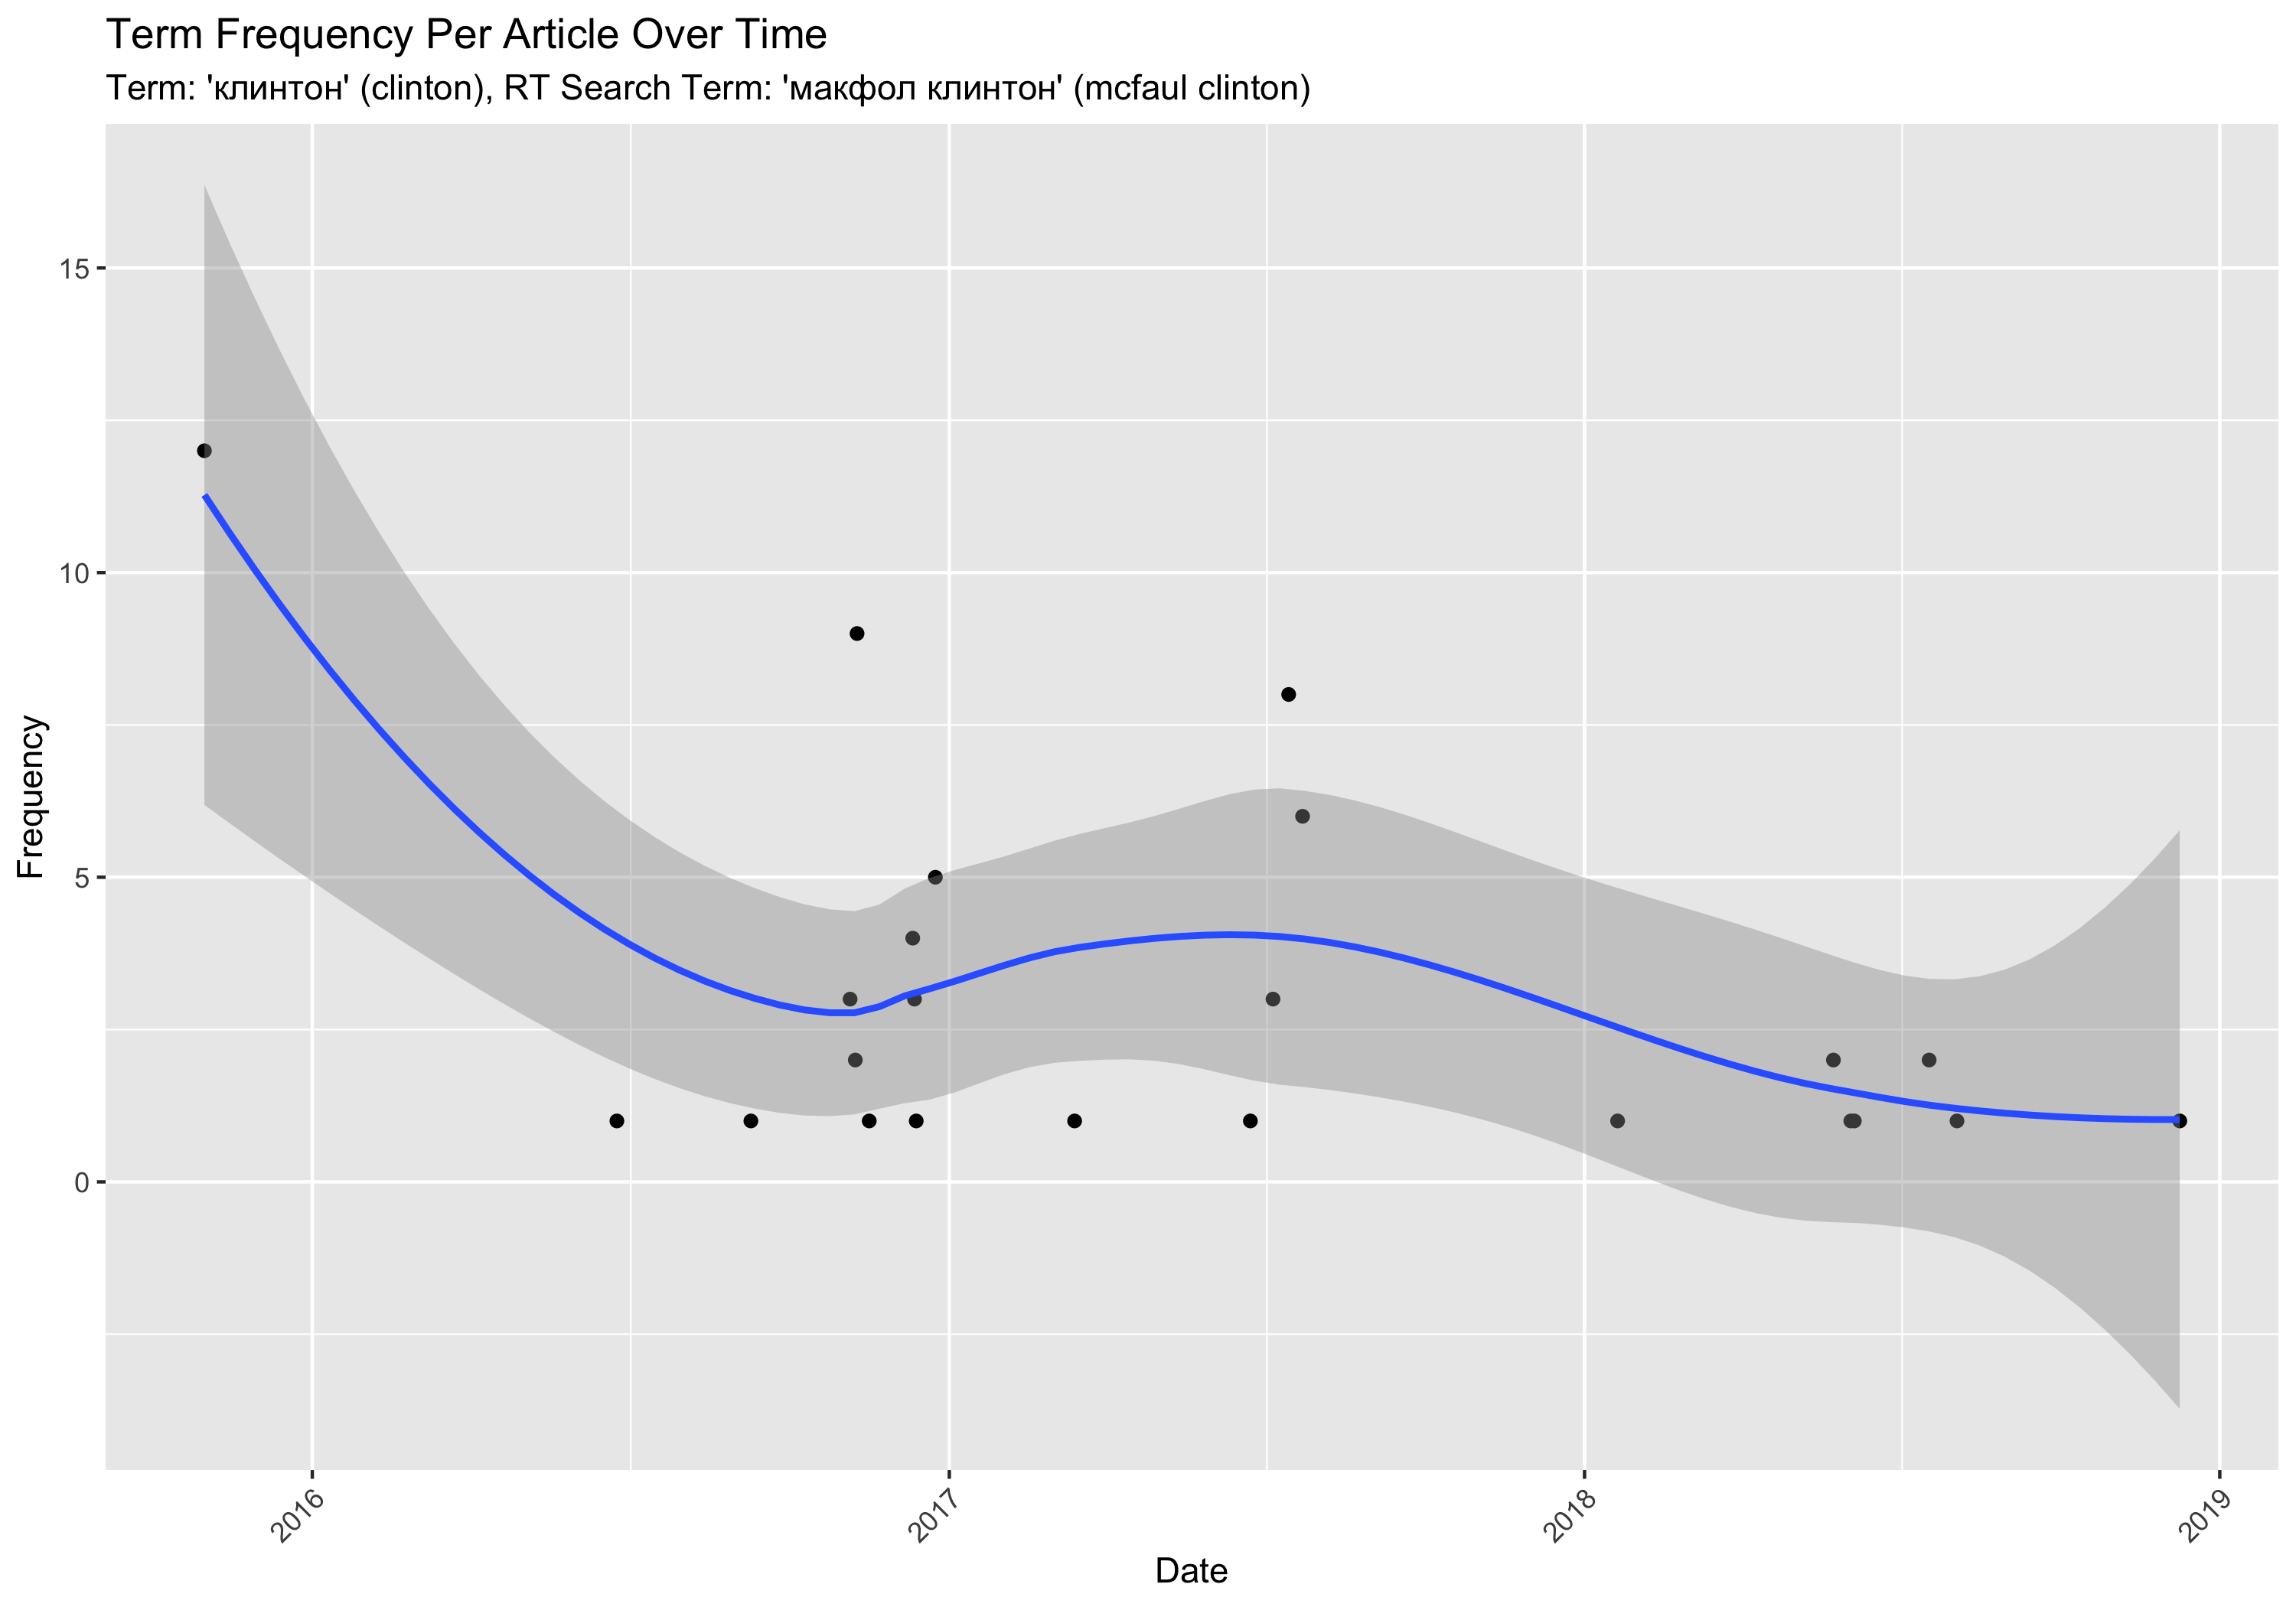 Term Frequency Per Article Over Time
Term: 'клинтон' (clinton), RT Search Term: 'макфол клинтон' (mcfaul clinton)
Frequency
15
10
5
0
2016
2017
2018
2019
Date